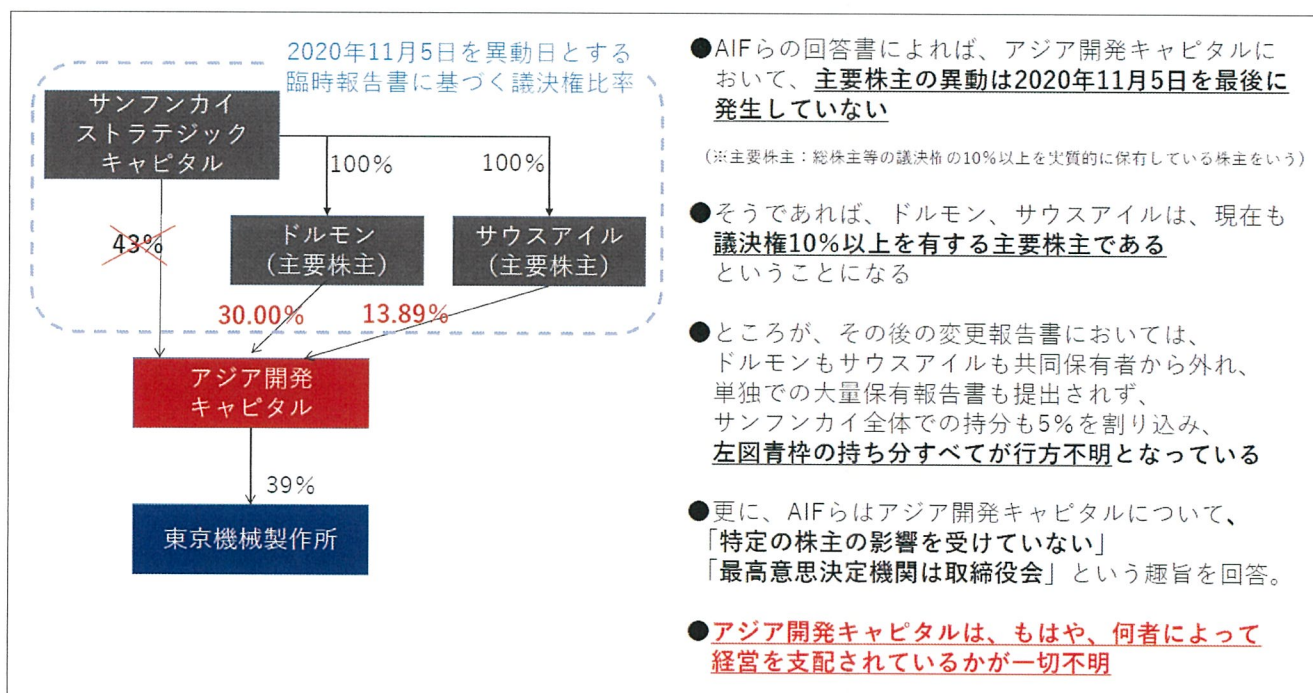 2020年11月5日を異動日とする
臨時報告書に基づく議決権比率
サンフンカイ
ストラテジック
キャピタル
100%
100%
43%
ドルモン
(主要株主)
サウスアイル
(主要株主)
30.00%
13.89%
アジア開発
キャピタル
39%
東京機械製作所
●AIFらの回答書によれば、アジア開発キャピタルに
おいて、主要株主の異動は2020年11月5日を最後に
発生していない
(※主要株主：総株主等の議決権の10%以上を実質的に保有している株主をいう)
●そうであれば、ドルモン、サウスアイルは、現在も
議決権10%以上を有する主要株主である
ということになる
●ところが、その後の変更報告書においては、
ドルモンもサウスアイルも共同保有者から外れ、
単独での大量保有報告書も提出されず、
サンフンカイ全体での持分も5%を割り込み、
左図青枠の持ち分すべてが行方不明となっている
●更に、AIFらはアジア開発キャピタルについて、
「特定の株主の影響を受けていない」
「最高意思決定機関は取締役会」という趣旨を回答。
●アジア開発キャピタルは、もはや、何者によって
経営を支配されているかが一切不明